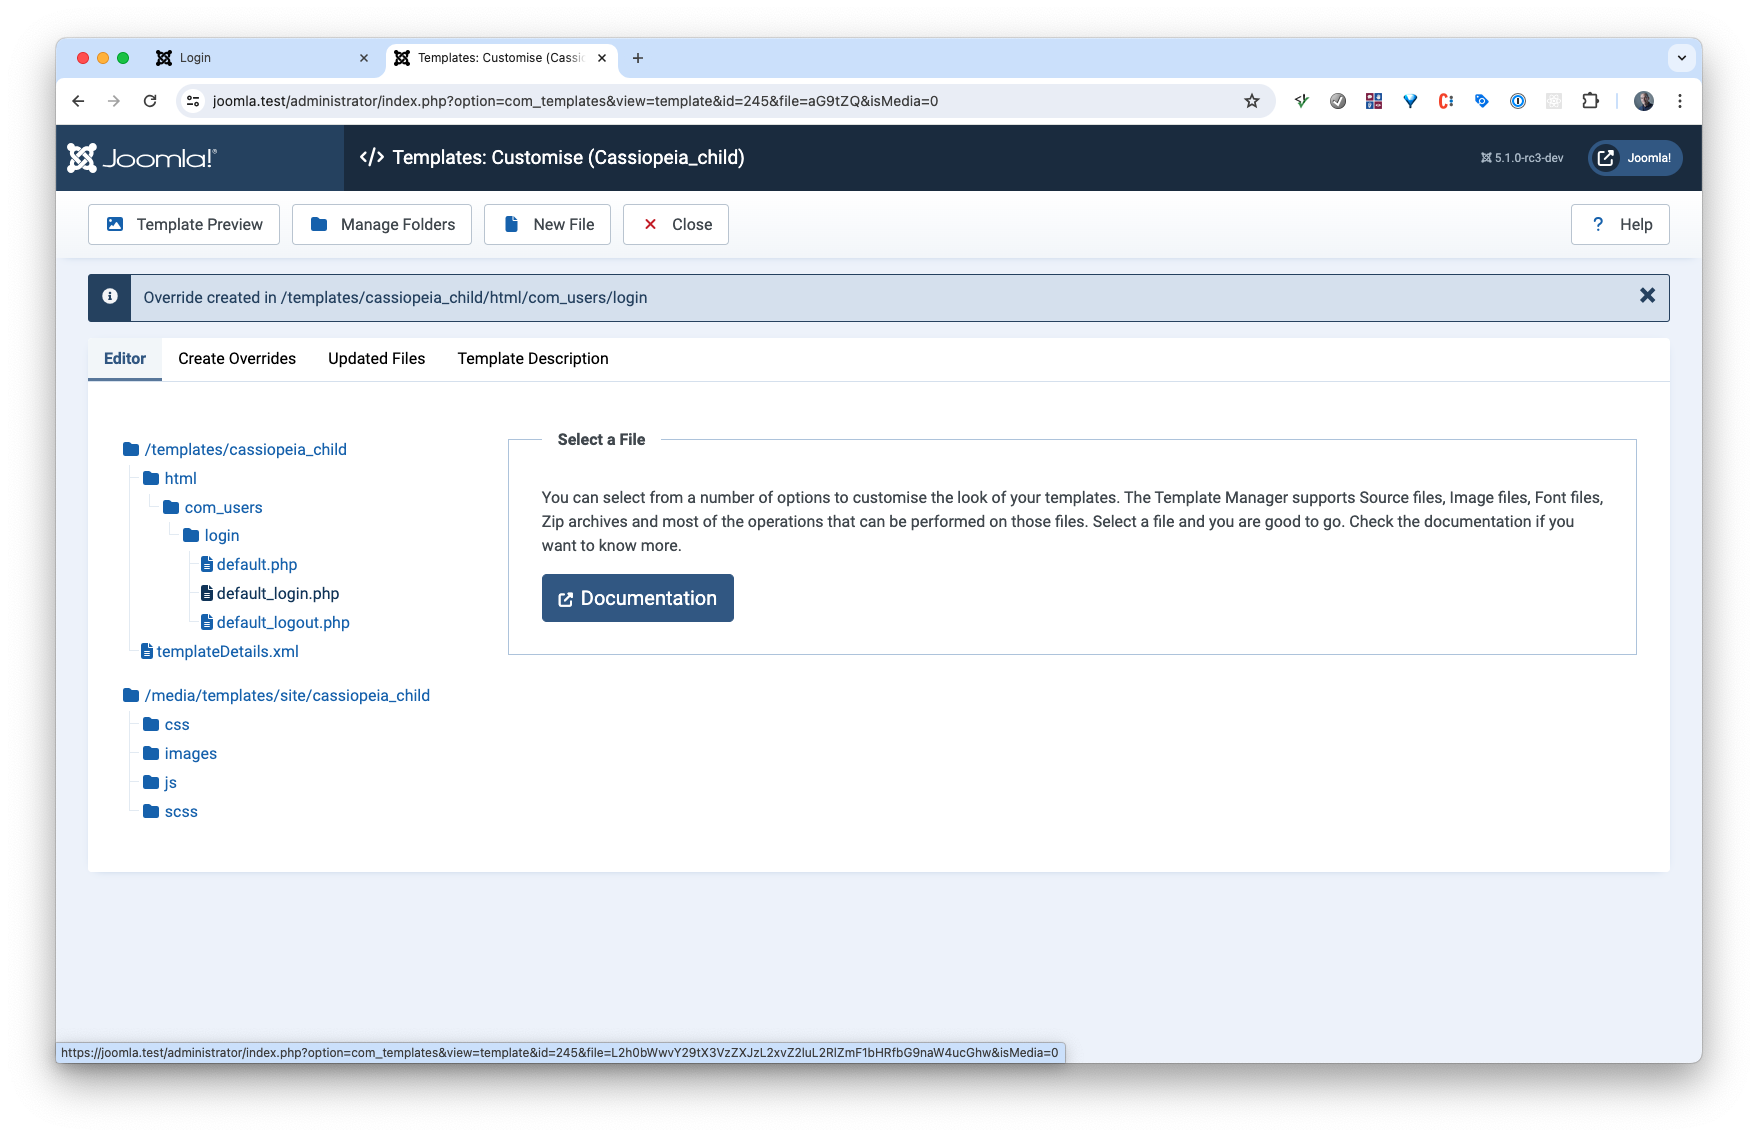 Login
Templates: Customise (Cassi
joomla.test/administrator/index.php?option=com_templates&view=template&id=245&file=aG9tZQ&isMedia=0
Joomla!®
Templates: Customise (Cassiopeia_child)
5.1.0-rc3-dev
Joomla!
Template Preview
Manage Folders
New File
Close
? Help
Override created in /templates/cassiopeia_child/html/com_users/login
Editor
Create Overrides
Updated Files
Template Description
/templates/cassiopeia_child
html
com_users
login
default.php
default_login.php
default_logout.php
templateDetails.xml
/media/templates/site/cassiopeia_child
css
images
js
scss
Select a File
You can select from a number of options to customise the look of your templates. The Template Manager supports Source files, Image files, Font files,
Zip archives and most of the operations that can be performed on those files. Select a file and you are good to go. Check the documentation if you
want to know more.
Documentation
https://joomla.test/administrator/index.php?option=com_templates&view=template&id=245&file=L2h0bWwvY29tX3VzZXJzL2xvZ2luL2RlZmF1bHRfbG9naW4ucGhw&isMedia=0